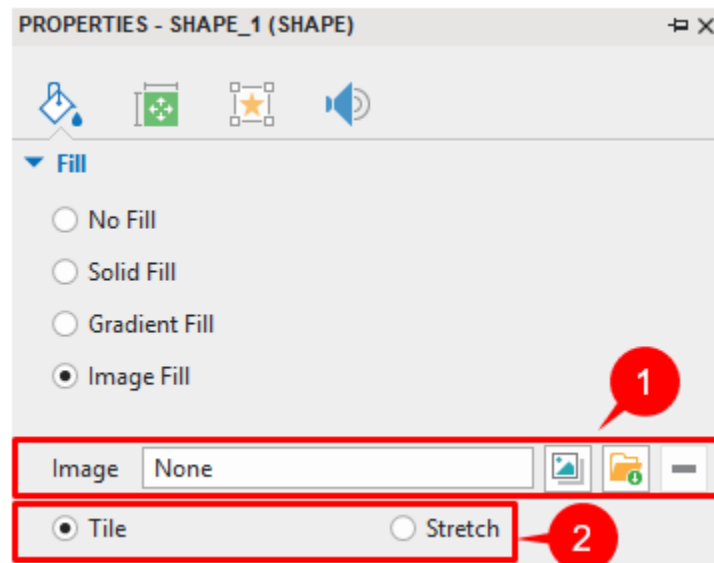 PROPERTIES - SHAPE_1 (SHAPE)
Fill
No Fill
Solid Fill
Gradient Fill
Image Fill
1
Image None
Tile Stretch
2